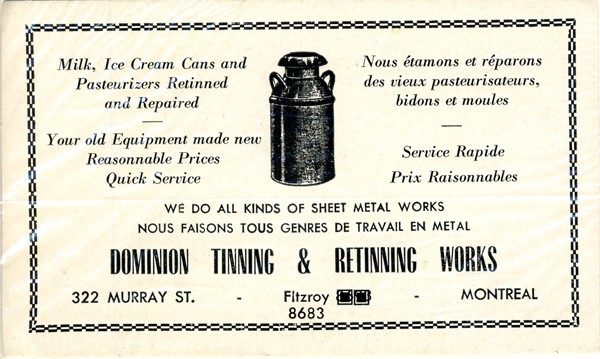 Milk, Ice Cream Cans and
Pasteurizers Retinned
and Repaired
Your old Equipment made new
Reasonnable Prices
Quick Service
Nous étamons et réparons
des vieux pasteurisateurs,
bidons et moules
Service Rapide
Prix Raisonnables
WE DO ALL KINDS OF SHEET METAL WORKS
NOUS FAISONS TOUS GENRES DE TRAVAIL EN METAL
DOMINION TINNING & RETINNING WORKS
322 MURRAY ST. - Fitzroy - MONTREAL
8683